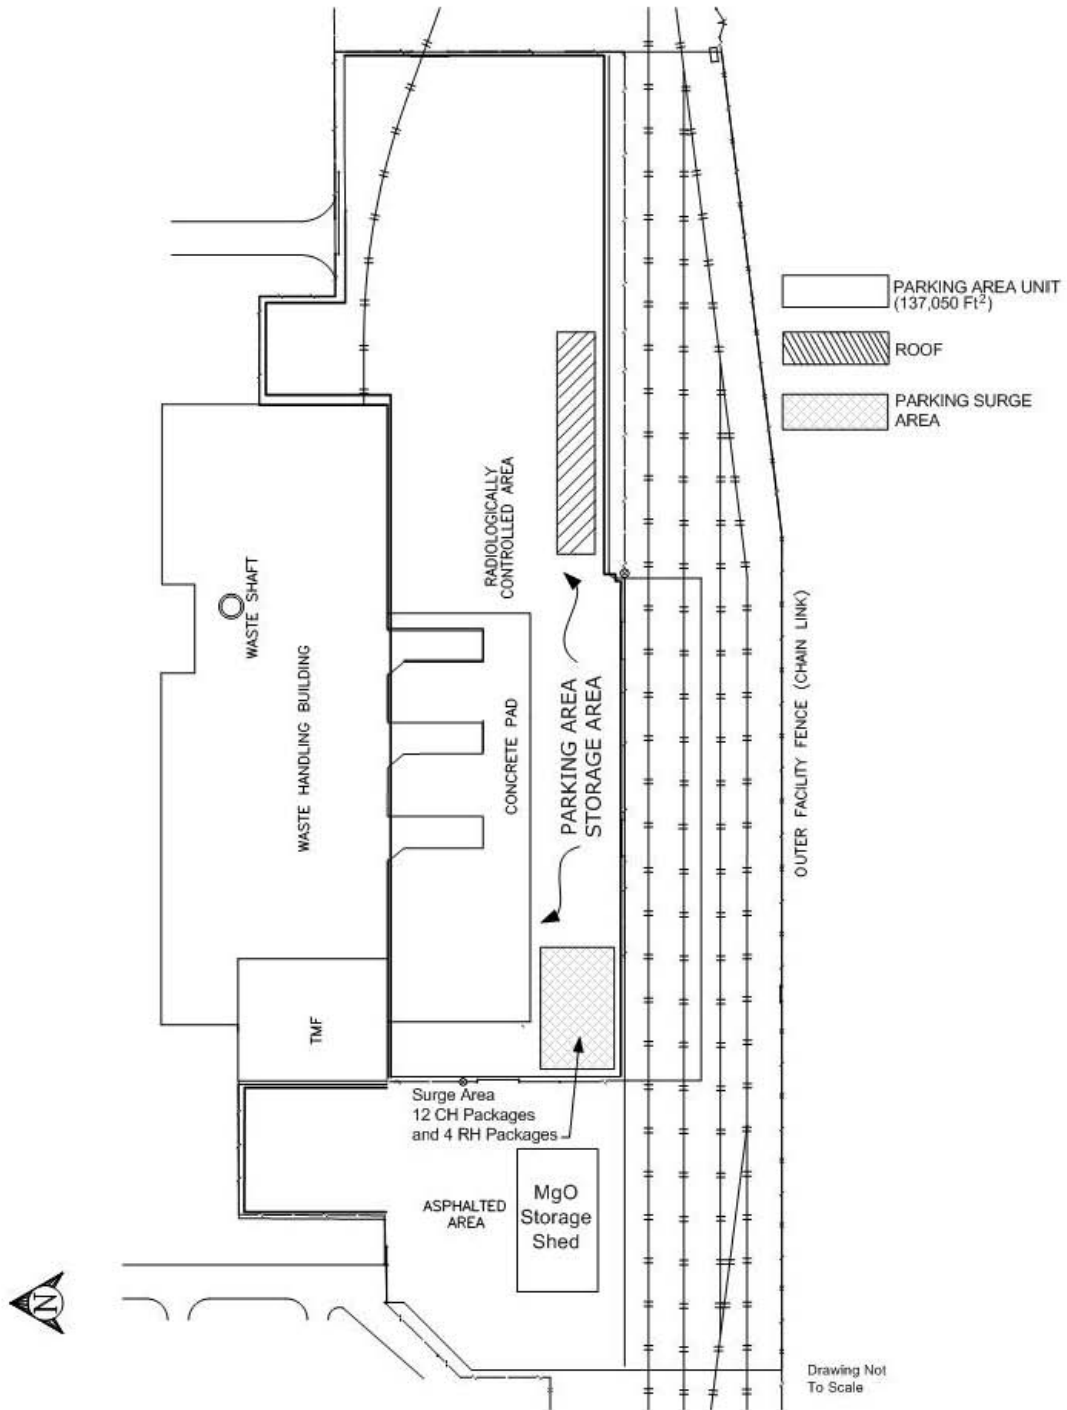 PARKING AREA UNIT
(137,050 Ft²)
ROOF
PARKING SURGE
AREA
RADIOLOGICALLY
CONTROLLED AREA
WASTE SHAFT
WASTE HANDLING BUILDING
CONCRETE PAD
PARKING AREA
STORAGE AREA
OUTER FACILITY FENCE (CHAIN LINK)
TMF
Surge Area
12 CH Packages
and 4 RH Packages
ASPHALTED
AREA
MgO
Storage
Shed
N
Drawing Not
To Scale